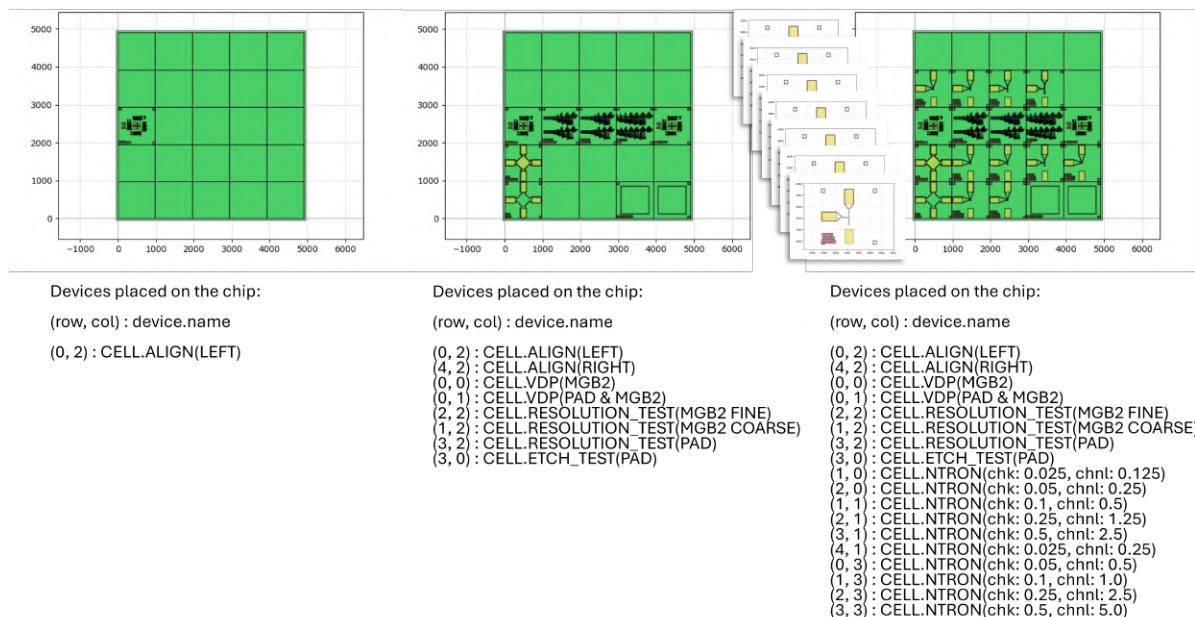 5000
4000
3000
2000
1000
0
−1000
0
1000
2000
3000
4000
5000
6000
Devices placed on the chip:
(row, col) : device.name
(0, 2) : CELL.ALIGN(LEFT)
5000
4000
3000
2000
1000
0
−1000
0
1000
2000
3000
4000
5000
6000
Devices placed on the chip:
(row, col) : device.name
(0, 2) : CELL.ALIGN(LEFT)
(4, 2) : CELL.ALIGN(RIGHT)
(0, 0) : CELL.VDP(MGB2)
(0, 1) : CELL.VDP(PAD & MGB2)
(2, 2) : CELL.RESOLUTION_TEST(MGB2 FINE)
(1, 2) : CELL.RESOLUTION_TEST(MGB2 COARSE)
(3, 2) : CELL.RESOLUTION_TEST(PAD)
(3, 0) : CELL.ETCH_TEST(PAD)
0
1000
2000
3000
4000
5000
6000
Devices placed on the chip:
(row, col) : device.name
(0, 2) : CELL.ALIGN(LEFT)
(4, 2) : CELL.ALIGN(RIGHT)
(0, 0) : CELL.VDP(MGB2)
(0, 1) : CELL.VDP(PAD & MGB2)
(2, 2) : CELL.RESOLUTION_TEST(MGB2 FINE)
(1, 2) : CELL.RESOLUTION_TEST(MGB2 COARSE)
(3, 2) : CELL.RESOLUTION_TEST(PAD)
(3, 0) : CELL.ETCH_TEST(PAD)
(1, 0) : CELL.NTRON(chk: 0.025, chnl: 0.125)
(2, 0) : CELL.NTRON(chk: 0.05, chnl: 0.25)
(1, 1) : CELL.NTRON(chk: 0.1, chnl: 0.5)
(2, 1) : CELL.NTRON(chk: 0.25, chnl: 1.25)
(3, 1) : CELL.NTRON(chk: 0.5, chnl: 2.5)
(4, 1) : CELL.NTRON(chk: 0.025, chnl: 0.25)
(0, 3) : CELL.NTRON(chk: 0.05, chnl: 0.5)
(1, 3) : CELL.NTRON(chk: 0.1, chnl: 1.0)
(2, 3) : CELL.NTRON(chk: 0.25, chnl: 2.5)
(3, 3) : CELL.NTRON(chk: 0.5, chnl: 5.0)